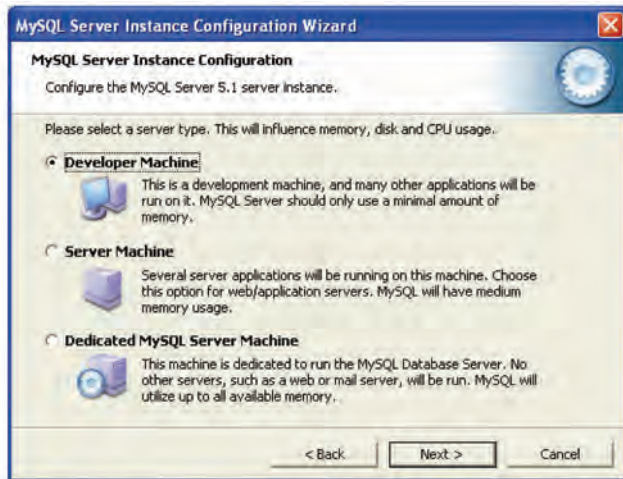 MySQL Server Instance Configuration Wizard
MySQL Server Instance Configuration
Configure the MySQL Server 5.1 server instance.
Please select a server type. This will influence memory, disk and CPU usage.
Developer Machine
This is a development machine, and many other applications will be
run on it. MySQL Server should only use a minimal amount of
memory.
Server Machine
Several server applications will be running on this machine. Choose
this option for web/application servers. MySQL will have medium
memory usage.
Dedicated MySQL Server Machine
This machine is dedicated to run the MySQL Database Server. No
other servers, such as a web or mail server, will be run. MySQL will
utilize up to all available memory.
< Back Next > Cancel